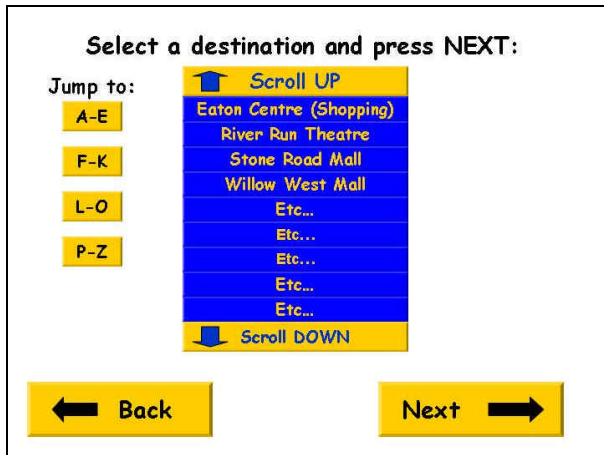 Select a destination and press NEXT:
Jump to:
A-E
F-K
L-O
P-Z
Scroll UP
Eaton Centre (Shopping)
River Run Theatre
Stone Road Mall
Willow West Mall
Etc...
Etc...
Etc...
Etc...
Etc...
Scroll DOWN
Back
Next